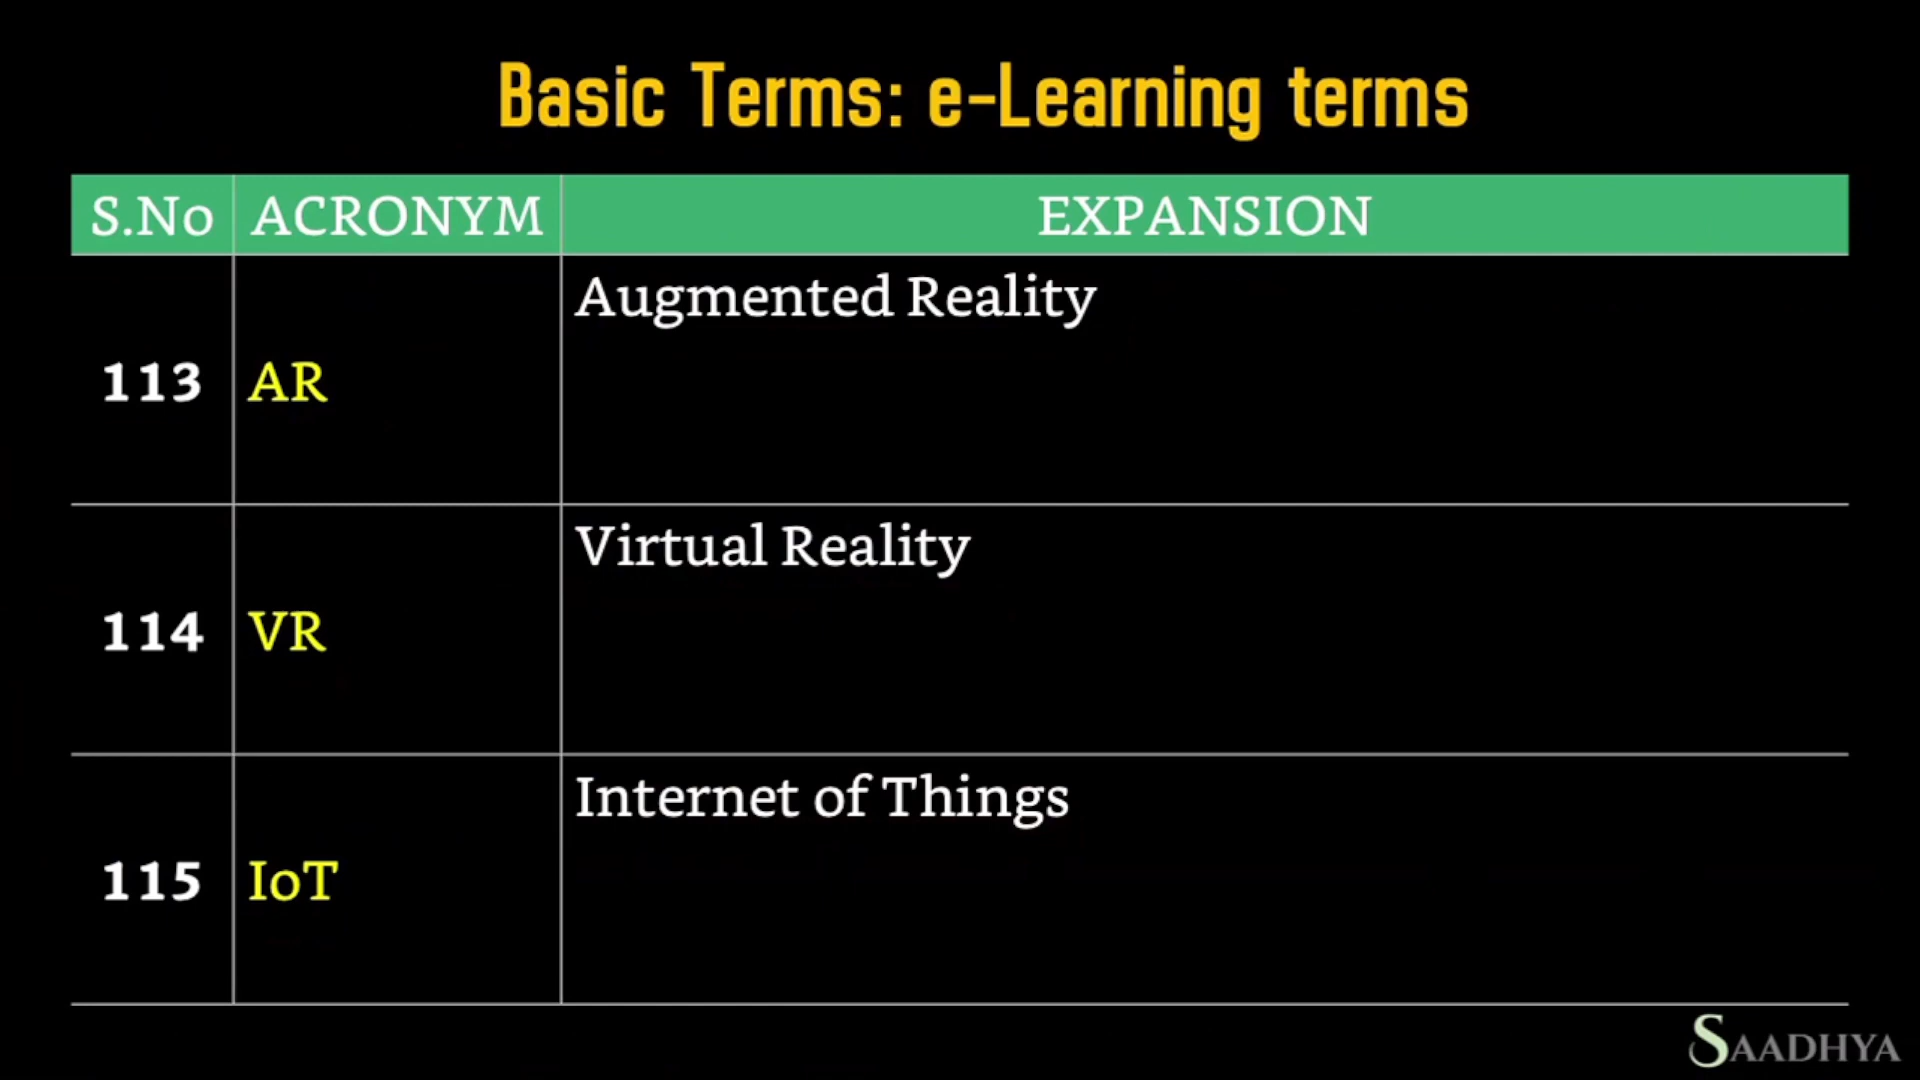 Basic Terms: e-Learning terms
S.No ACRONYM EXPANSION
113 AR Augmented Reality
114 VR Virtual Reality
115 IoT Internet of Things
SAADHYA